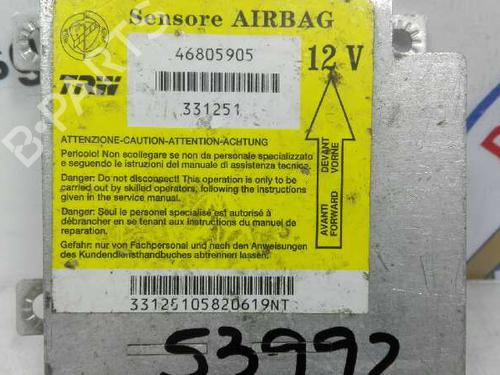 Sensore AIRBAG
46805905
12 V
TRW
331251
ATTENZIONE-CAUTION-ATTENTION-ACHTUNG
Pericolo! Non scollegare se non da personale specializzato
e seguendo le istruzioni del manuale di assistenza tecnica.
Danger: Do not disconnect! This operation is only to be
carried out by skilled operators, following the instructions
given in the service manual.
Danger: Seul le personel specialisé est autorisé à
débrancher en se tenant aux instructions du manuel de
reparation.
Gefahr: nur von Fachpersonal und nach den Anweisungen
des Kundendiensthandbuches abtrennen lassen.
AVANTI DEVANT
FORWARD VORNE
33125105820619NT
53992
B-PARTS